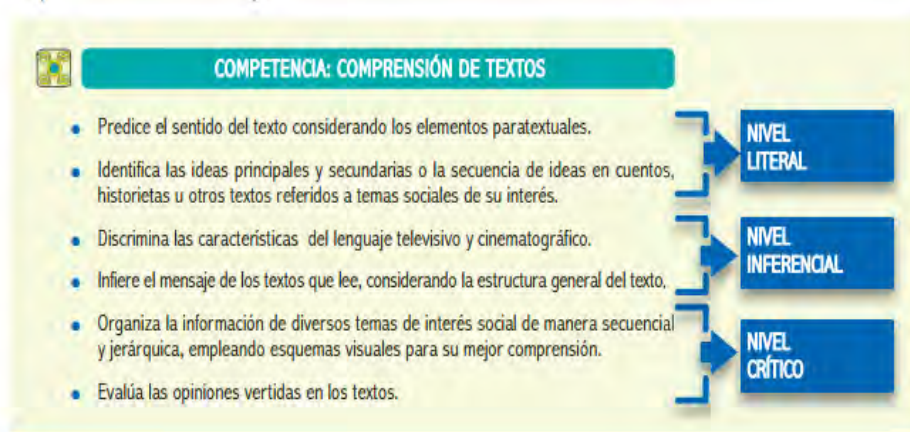 COMPETENCIA: COMPRENSIÓN DE TEXTOS
Predice el sentido del texto considerando los elementos paratextuales.
Identifica las ideas principales y secundarias o la secuencia de ideas en cuentos,
historietas u otros textos referidos a temas sociales de su interés.
NIVEL
LITERAL
Discrimina las características del lenguaje televisivo y cinematográfico.
Infiere el mensaje de los textos que lee, considerando la estructura general del texto.
NIVEL
INFERENCIAL
Organiza la información de diversos temas de interés social de manera secuencial
y jerárquica, empleando esquemas visuales para su mejor comprensión.
Evalúa las opiniones vertidas en los textos.
NIVEL
CRÍTICO